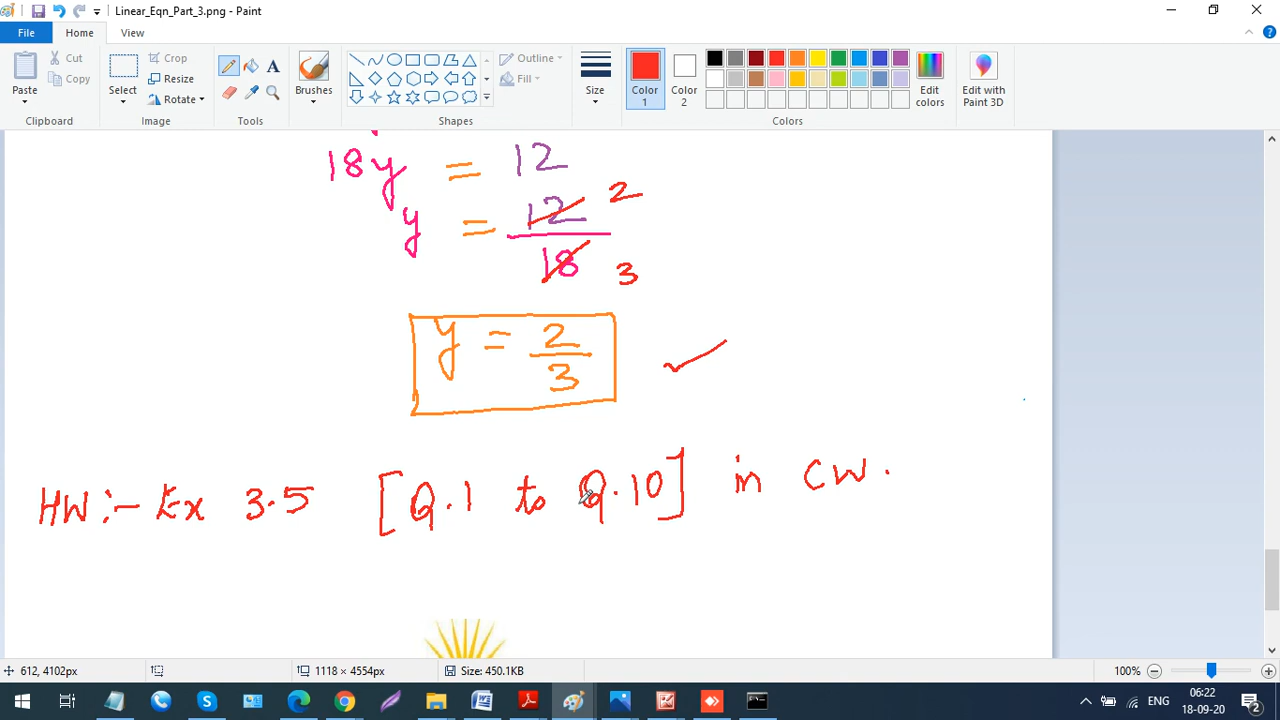 Linear_Eqn_Part_3.png - Paint
File Home View
Paste
Cut
Copy
Clipboard
Select
Crop
Resize
Rotate
Image
A
Tools
Brushes
Outline
Fill
Shapes
Size
Color 1
Color 2
Edit colors
Edit with Paint 3D
Colors
18y = 12
y = 12/18 2 3
y = 2/3
HW:- Ex 3.5 [Q.1 to Q.10] in CW.
612, 4102px
1118 × 4554px
Size: 450.1KB
100%
ENG
06:22
18-09-20
2